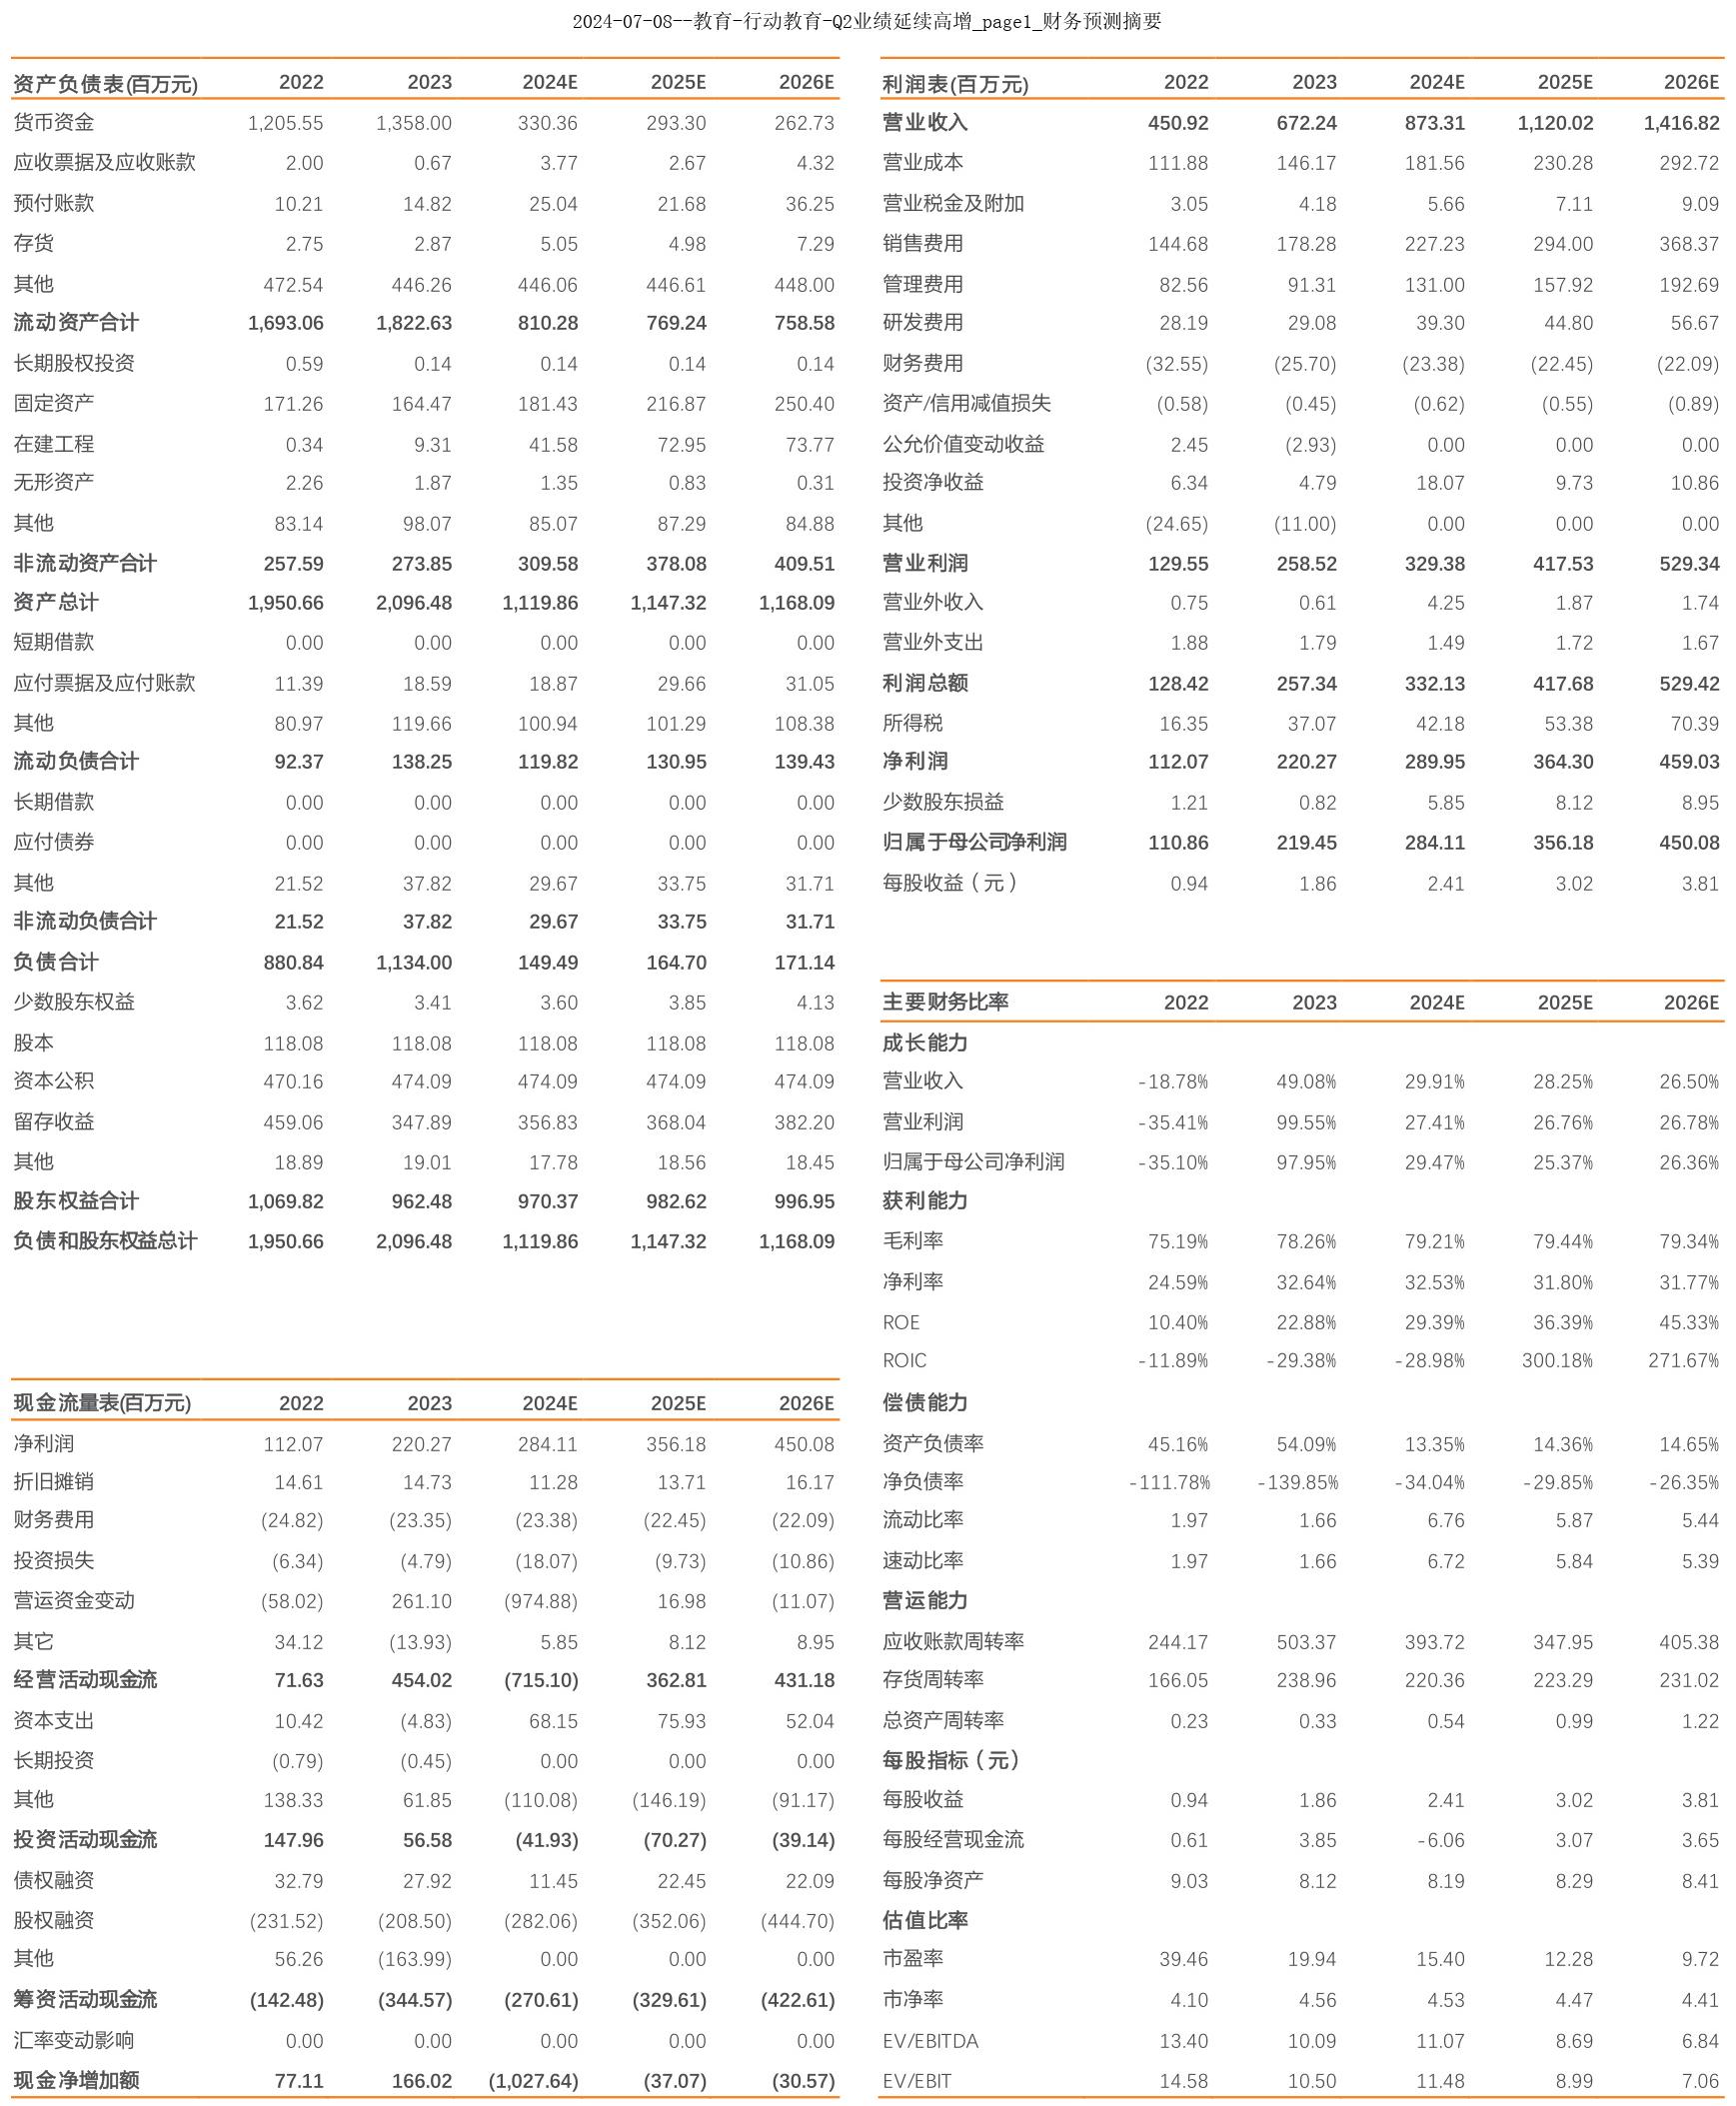 2024-07-08--教育-行动教育-Q2业绩延续高增_page1_财务预测摘要
资产负债表(百万元) 2022 2023 2024E 2025E 2026E
货币资金 1,205.55 1,358.00 330.36 293.30 262.73
应收票据及应收账款 2.00 0.67 3.77 2.67 4.32
预付账款 10.21 14.82 25.04 21.68 36.25
存货 2.75 2.87 5.05 4.98 7.29
其他 472.54 446.26 446.06 446.61 448.00
流动资产合计 1,693.06 1,822.63 810.28 769.24 758.58
长期股权投资 0.59 0.14 0.14 0.14 0.14
固定资产 171.26 164.47 181.43 216.87 250.40
在建工程 0.34 9.31 41.58 72.95 73.77
无形资产 2.26 1.87 1.35 0.83 0.31
其他 83.14 98.07 85.07 87.29 84.88
非流动资产合计 257.59 273.85 309.58 378.08 409.51
资产总计 1,950.66 2,096.48 1,119.86 1,147.32 1,168.09
短期借款 0.00 0.00 0.00 0.00 0.00
应付票据及应付账款 11.39 18.59 18.87 29.66 31.05
其他 80.97 119.66 100.94 101.29 108.38
流动负债合计 92.37 138.25 119.82 130.95 139.43
长期借款 0.00 0.00 0.00 0.00 0.00
应付债券 0.00 0.00 0.00 0.00 0.00
其他 21.52 37.82 29.67 33.75 31.71
非流动负债合计 21.52 37.82 29.67 33.75 31.71
负债合计 880.84 1,134.00 149.49 164.70 171.14
少数股东权益 3.62 3.41 3.60 3.85 4.13
股本 118.08 118.08 118.08 118.08 118.08
资本公积 470.16 474.09 474.09 474.09 474.09
留存收益 459.06 347.89 356.83 368.04 382.20
其他 18.89 19.01 17.78 18.56 18.45
股东权益合计 1,069.82 962.48 970.37 982.62 996.95
负债和股东权益总计 1,950.66 2,096.48 1,119.86 1,147.32 1,168.09
现金流量表(百万元) 2022 2023 2024E 2025E 2026E
净利润 112.07 220.27 284.11 356.18 450.08
折旧摊销 14.61 14.73 11.28 13.71 16.17
财务费用 (24.82) (23.35) (23.38) (22.45) (22.09)
投资损失 (6.34) (4.79) (18.07) (9.73) (10.86)
营运资金变动 (58.02) 261.10 (974.88) 16.98 (11.07)
其它 34.12 (13.93) 5.85 8.12 8.95
经营活动现金流 71.63 454.02 (715.10) 362.81 431.18
资本支出 10.42 (4.83) 68.15 75.93 52.04
长期投资 (0.79) (0.45) 0.00 0.00 0.00
其他 138.33 61.85 (110.08) (146.19) (91.17)
投资活动现金流 147.96 56.58 (41.93) (70.27) (39.14)
债权融资 32.79 27.92 11.45 22.45 22.09
股权融资 (231.52) (208.50) (282.06) (352.06) (444.70)
其他 56.26 (163.99) 0.00 0.00 0.00
筹资活动现金流 (142.48) (344.57) (270.61) (329.61) (422.61)
汇率变动影响 0.00 0.00 0.00 0.00 0.00
现金净增加额 77.11 166.02 (1,027.64) (37.07) (30.57)
利润表(百万元) 2022 2023 2024E 2025E 2026E
营业收入 450.92 672.24 873.31 1,120.02 1,416.82
营业成本 111.88 146.17 181.56 230.28 292.72
营业税金及附加 3.05 4.18 5.66 7.11 9.09
销售费用 144.68 178.28 227.23 294.00 368.37
管理费用 82.56 91.31 131.00 157.92 192.69
研发费用 28.19 29.08 39.30 44.80 56.67
财务费用 (32.55) (25.70) (23.38) (22.45) (22.09)
资产/信用减值损失 (0.58) (0.45) (0.62) (0.55) (0.89)
公允价值变动收益 2.45 (2.93) 0.00 0.00 0.00
投资净收益 6.34 4.79 18.07 9.73 10.86
其他 (24.65) (11.00) 0.00 0.00 0.00
营业利润 129.55 258.52 329.38 417.53 529.34
营业外收入 0.75 0.61 4.25 1.87 1.74
营业外支出 1.88 1.79 1.49 1.72 1.67
利润总额 128.42 257.34 332.13 417.68 529.42
所得税 16.35 37.07 42.18 53.38 70.39
净利润 112.07 220.27 289.95 364.30 459.03
少数股东损益 1.21 0.82 5.85 8.12 8.95
归属于母公司净利润 110.86 219.45 284.11 356.18 450.08
每股收益（元） 0.94 1.86 2.41 3.02 3.81
主要财务比率 2022 2023 2024E 2025E 2026E
成长能力
营业收入 -18.78% 49.08% 29.91% 28.25% 26.50%
营业利润 -35.41% 99.55% 27.41% 26.76% 26.78%
归属于母公司净利润 -35.10% 97.95% 29.47% 25.37% 26.36%
获利能力
毛利率 75.19% 78.26% 79.21% 79.44% 79.34%
净利率 24.59% 32.64% 32.53% 31.80% 31.77%
ROE 10.40% 22.88% 29.39% 36.39% 45.33%
ROIC -11.89% -29.38% -28.98% 300.18% 271.67%
偿债能力
资产负债率 45.16% 54.09% 13.35% 14.36% 14.65%
净负债率 -111.78% -139.85% -34.04% -29.85% -26.35%
流动比率 1.97 1.66 6.76 5.87 5.44
速动比率 1.97 1.66 6.72 5.84 5.39
营运能力
应收账款周转率 244.17 503.37 393.72 347.95 405.38
存货周转率 166.05 238.96 220.36 223.29 231.02
总资产周转率 0.23 0.33 0.54 0.99 1.22
每股指标（元）
每股收益 0.94 1.86 2.41 3.02 3.81
每股经营现金流 0.61 3.85 -6.06 3.07 3.65
每股净资产 9.03 8.12 8.19 8.29 8.41
估值比率
市盈率 39.46 19.94 15.40 12.28 9.72
市净率 4.10 4.56 4.53 4.47 4.41
EV/EBITDA 13.40 10.09 11.07 8.69 6.84
EV/EBIT 14.58 10.50 11.48 8.99 7.06